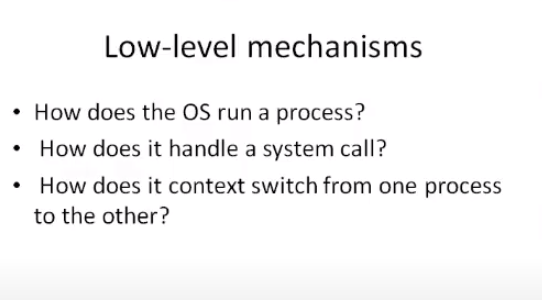 Low-level mechanisms
• How does the OS run a process?
• How does it handle a system call?
• How does it context switch from one process
to the other?